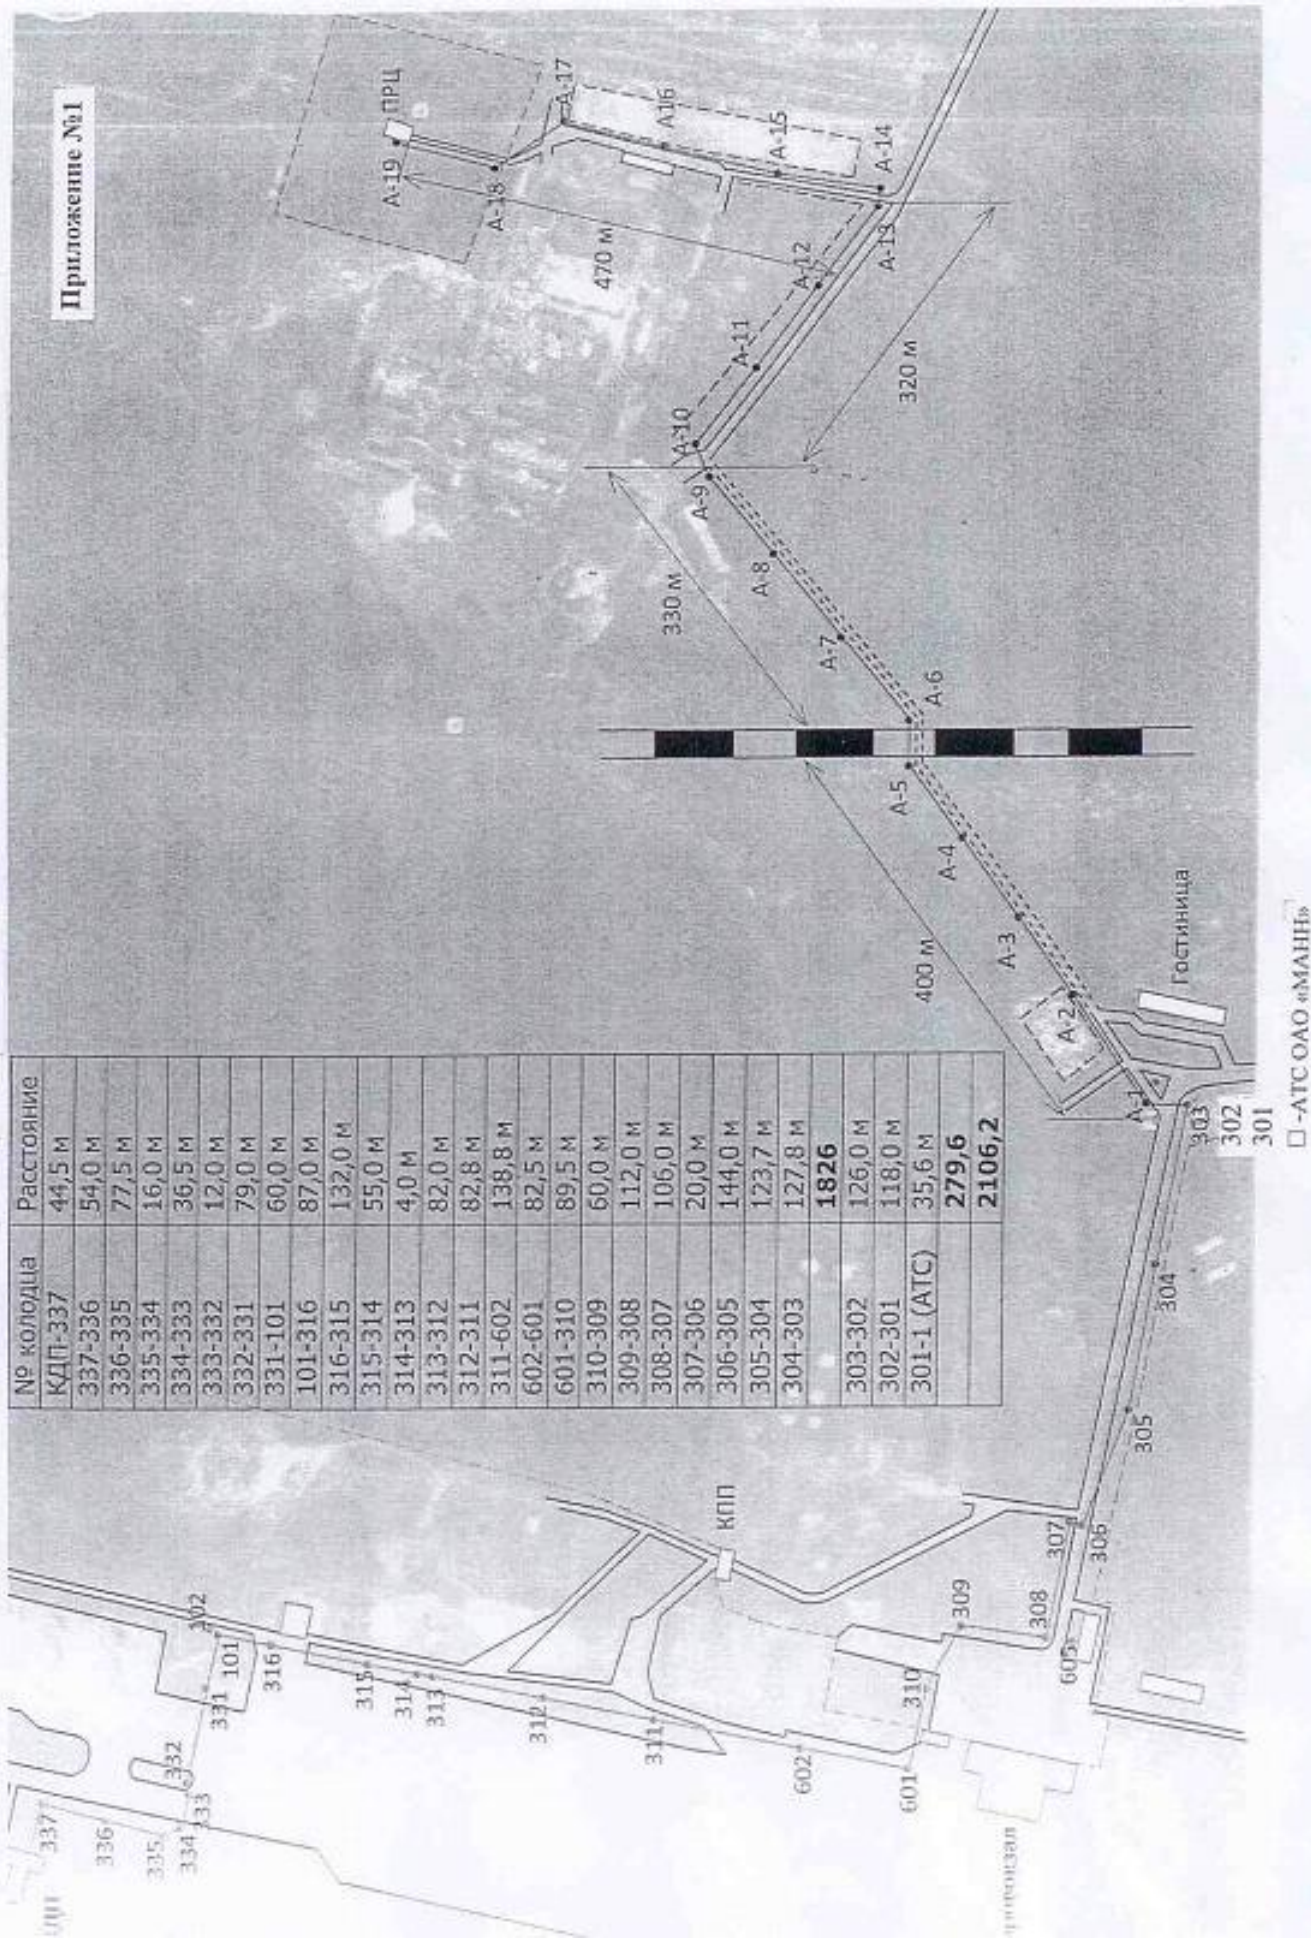 Приложение №1
№ колодца Расстояние
КДП-337 44,5 м
337-336 54,0 м
336-335 77,5 м
335-334 16,0 м
334-333 36,5 м
333-332 12,0 м
332-331 79,0 м
331-101 60,0 м
101-316 87,0 м
316-315 132,0 м
315-314 55,0 м
314-313 4,0 м
313-312 82,0 м
312-311 82,8 м
311-602 138,8 м
602-601 82,5 м
601-310 89,5 м
310-309 60,0 м
309-308 112,0 м
308-307 106,0 м
307-306 20,0 м
306-305 144,0 м
305-304 123,7 м
304-303 127,8 м
1826
303-302 126,0 м
302-301 118,0 м
301-1 (АТС) 35,6 м
279,6
2106,2
ПРЦ
А-19
А-18
А-17
А16
А-15
А-14
А-13
А-12
А-11
А-10
А-9
А-8
А-7
А-6
А-5
А-4
А-3
А-2
А-1
470 м
320 м
330 м
400 м
Гостиница
303
302
301
304
305
306
307
308
309
310
605
КПП
102
101
316
315
314
313
312
311
602
601
331
332
333
334
335
336
337
□ -АТС ОАО «МАНН»